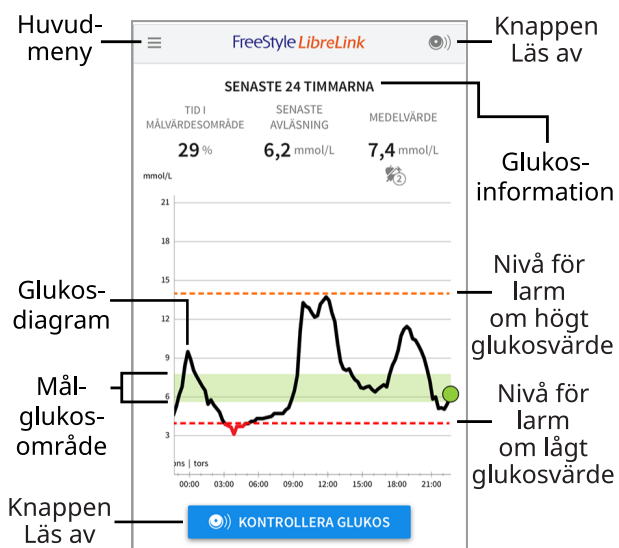 Huvud-
meny
FreeStyle LibreLink
Knappen
Läs av
SENASTE 24 TIMMARNA
TID I
MÅLVÄRDESOMRÅDE
29 %
SENASTE
AVLÄSNING
6,2 mmol/L
MEDELVÄRDE
7,4 mmol/L
2
Glukos-
information
mmol/L
21
18
15
12
9
6
3
Glukos-
diagram
Mål-
glukos-
område
Nivå för
larm
om högt
glukosvärde
Nivå för
larm
om lågt
glukosvärde
ons | tors
00:00 03:00 06:00 09:00 12:00 15:00 18:00 21:00
Knappen
Läs av
KONTROLLERA GLUKOS